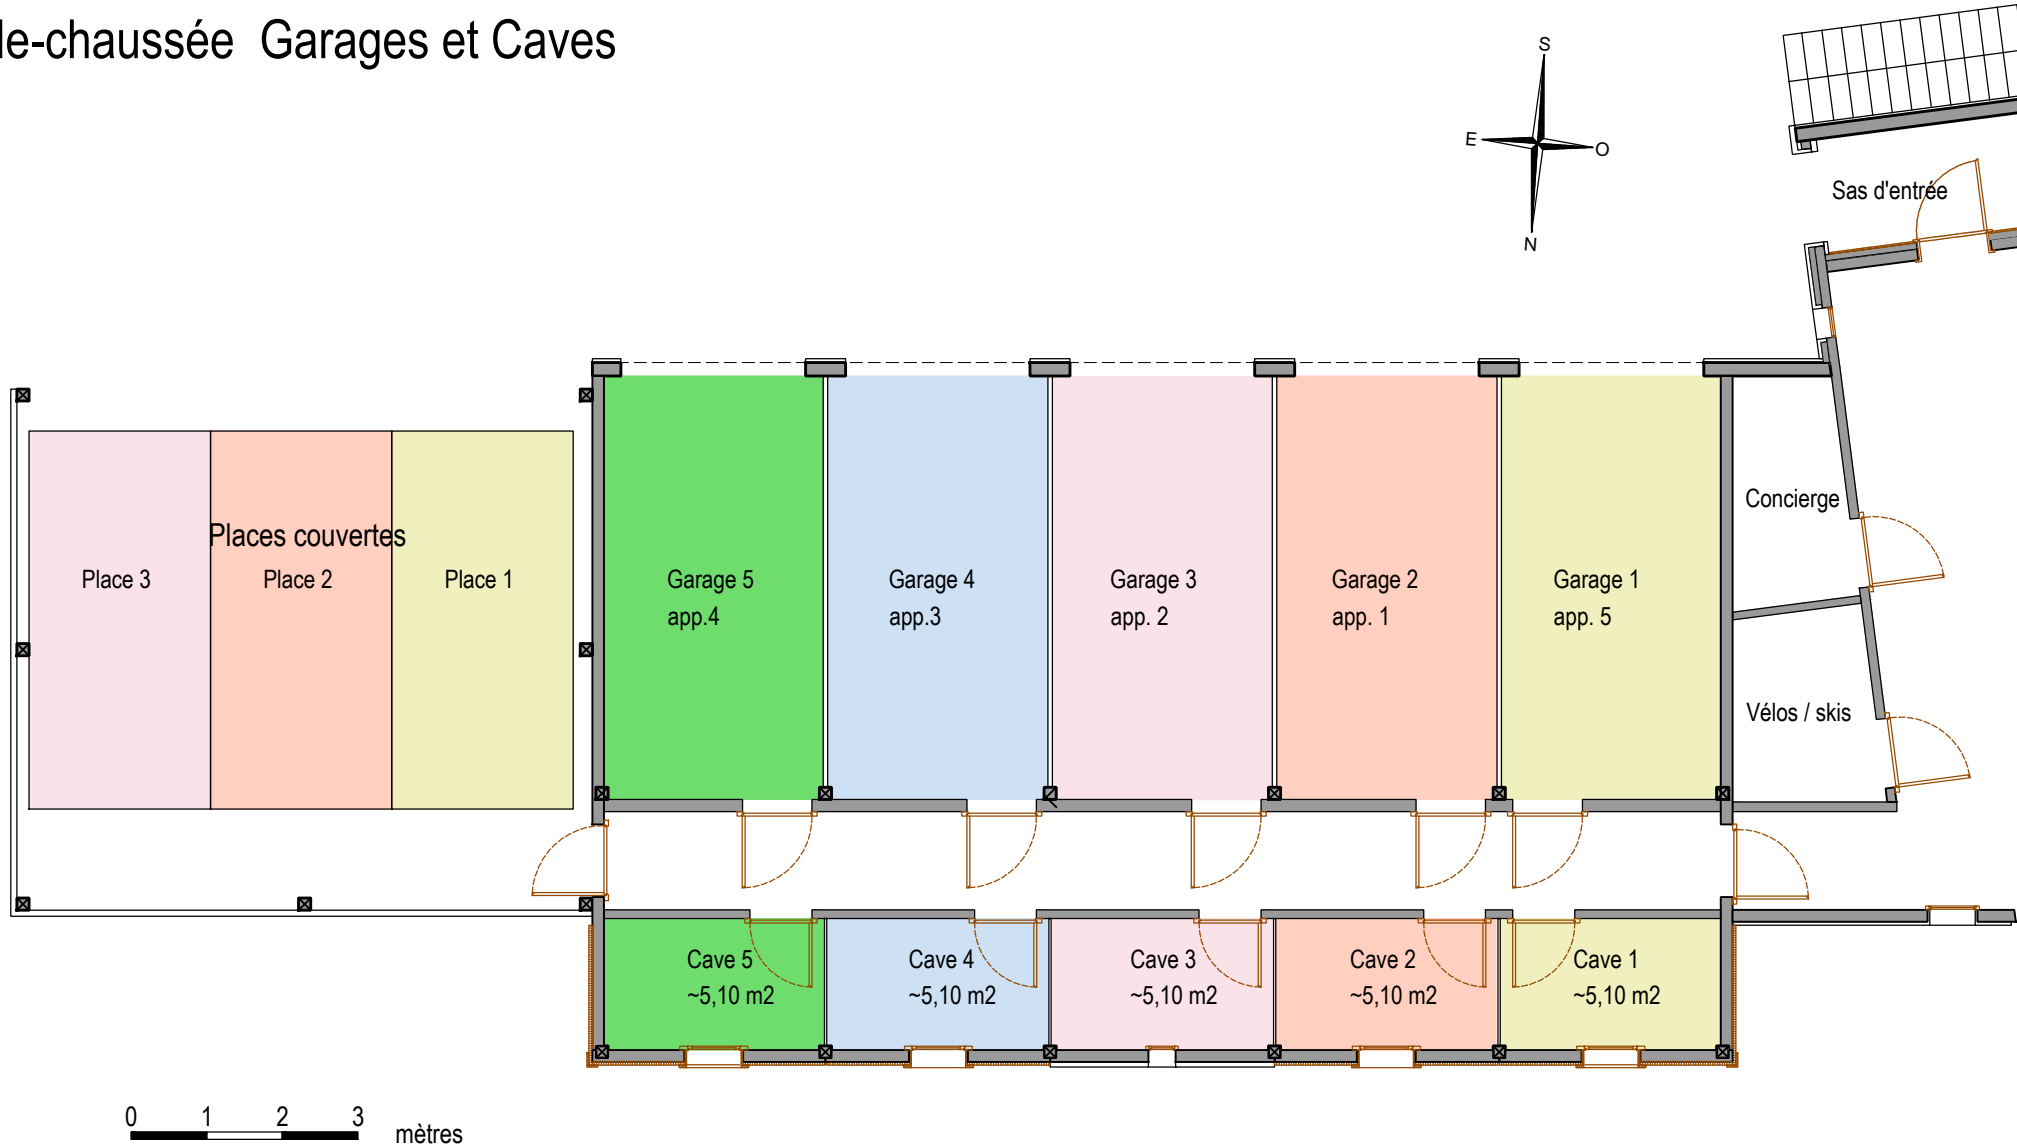 le-chaussée  Garages et Caves
S
E
O
N
Sas d'entrée
Places couvertes
Place 3
Place 2
Place 1
Garage 5
app.4
Garage 4
app.3
Garage 3
app. 2
Garage 2
app. 1
Garage 1
app. 5
Concierge
Vélos / skis
Cave 5
~5,10 m2
Cave 4
~5,10 m2
Cave 3
~5,10 m2
Cave 2
~5,10 m2
Cave 1
~5,10 m2
0 1 2 3
mètres